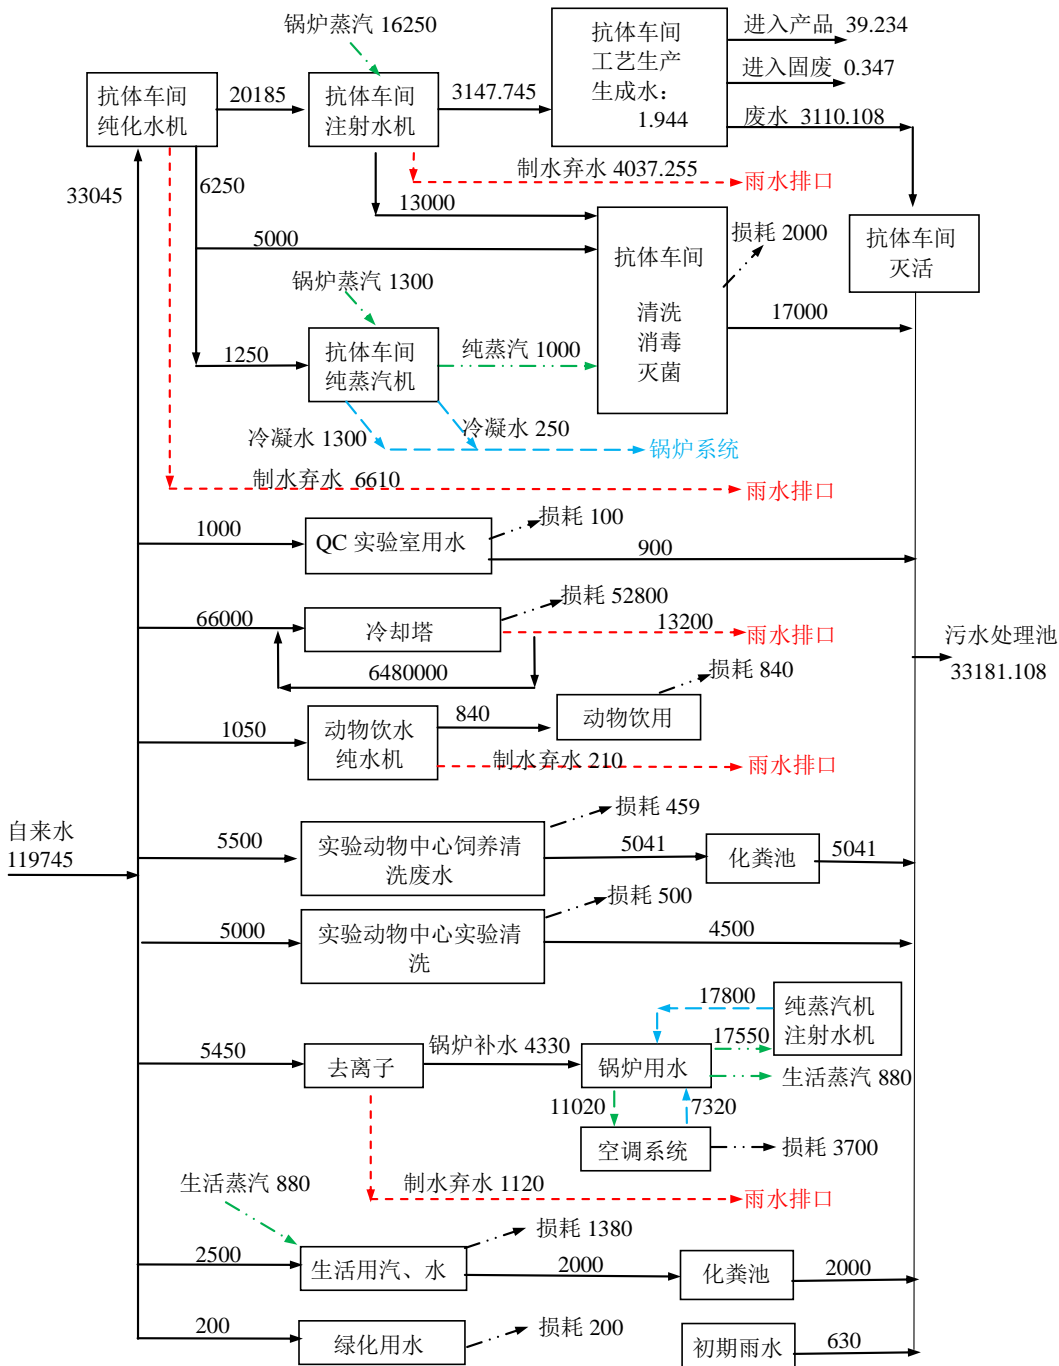 锅炉蒸汽 16250
抗体车间
纯化水机
20185
抗体车间
注射水机
3147.745
抗体车间
工艺生产
生成水：
1.944
进入产品 39.234
进入固废 0.347
废水 3110.108
33045
6250
制水弃水 4037.255
雨水排口
13000
5000
抗体车间
清洗
消毒
灭菌
损耗 2000
抗体车间
灭活
锅炉蒸汽 1300
17000
1250
抗体车间
纯蒸汽机
纯蒸汽 1000
冷凝水 1300
冷凝水 250
锅炉系统
制水弃水 6610
雨水排口
1000
QC 实验室用水
损耗 100
900
66000
冷却塔
损耗 52800
13200
雨水排口
6480000
污水处理池
33181.108
1050
动物饮水
纯水机
840
动物饮用
损耗 840
制水弃水 210
雨水排口
自来水
119745
5500
实验动物中心饲养清
洗废水
损耗 459
5041
化粪池
5041
5000
实验动物中心实验清
洗
损耗 500
4500
17800
纯蒸汽机
注射水机
17550
5450
去离子
锅炉补水 4330
锅炉用水
生活蒸汽 880
11020
7320
空调系统
损耗 3700
制水弃水 1120
雨水排口
生活蒸汽 880
2500
生活用汽、水
损耗 1380
2000
化粪池
2000
200
绿化用水
损耗 200
初期雨水
630